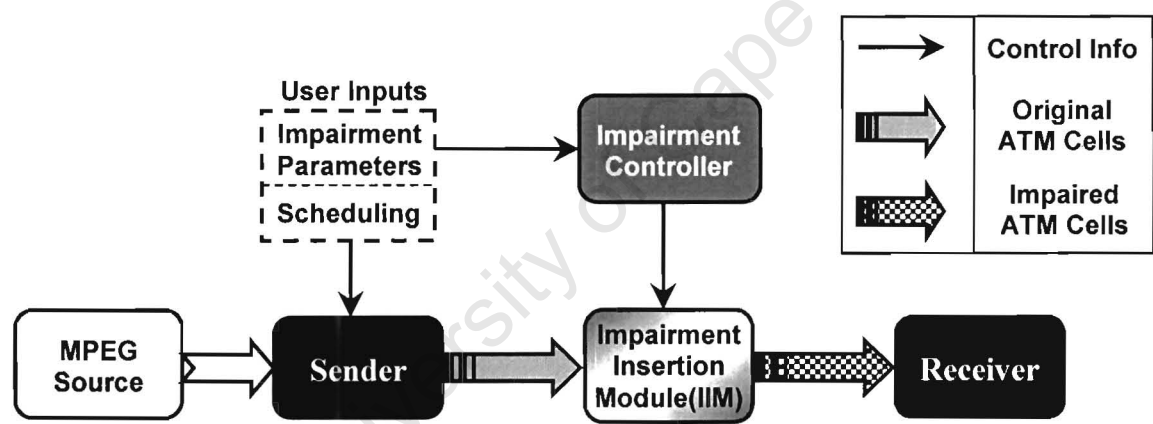 User Inputs
Impairment
Parameters
Scheduling
Impairment
Controller
Control Info
Original
ATM Cells
Impaired
ATM Cells
MPEG
Source
Sender
Impairment
Insertion
Module(IIM)
Receiver